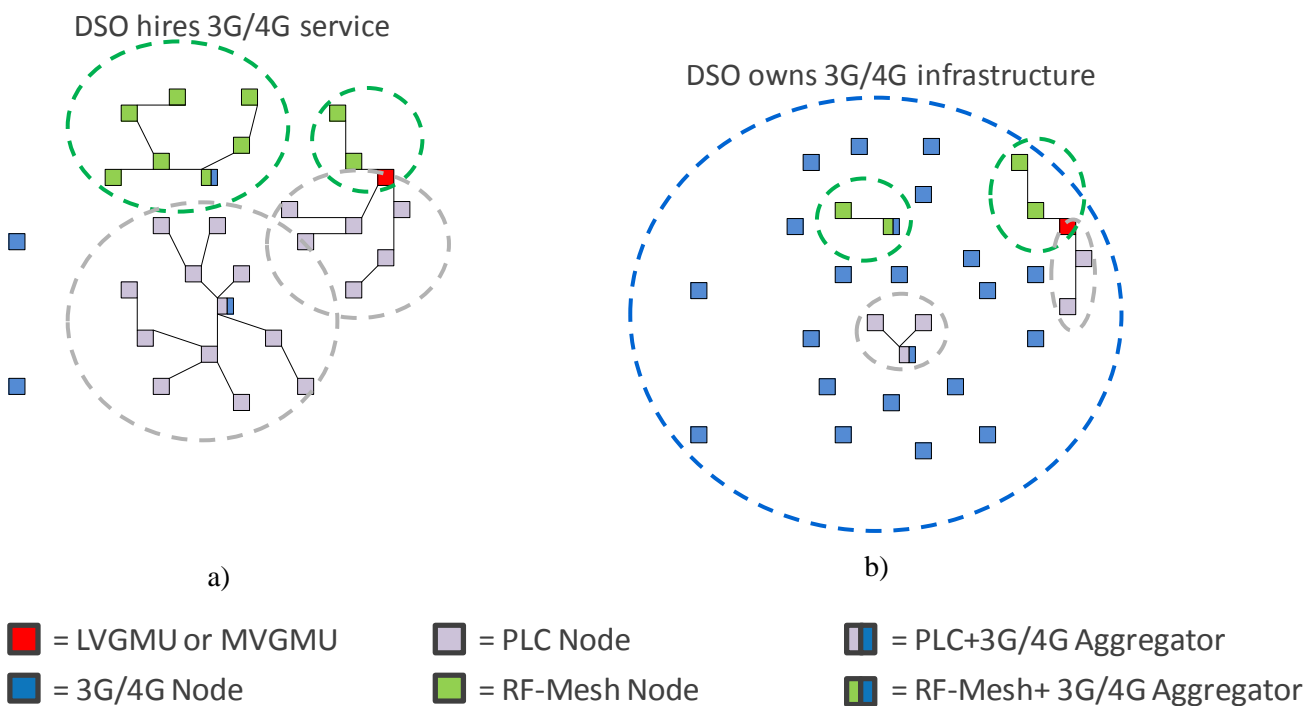 DSO hires 3G/4G service
DSO owns 3G/4G infrastructure
a)
b)
= LVGMU or MVGMU
= PLC Node
= PLC+3G/4G Aggregator
= 3G/4G Node
= RF-Mesh Node
= RF-Mesh+ 3G/4G Aggregator